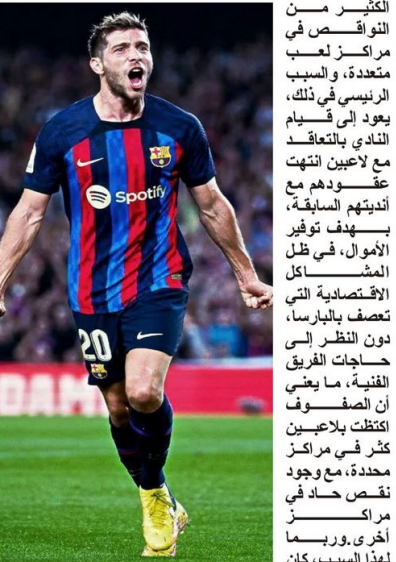 الكثير من
النواقص في
مراكز لعب
متعددة، والسبب
الرئيسي في ذلك،
يعود إلى قيام
النادي بالتعاقد
مع لاعبين انتهت
عقودهم مع
أنديتهم السابقة،
بهدف توفير
الأموال، في ظل
المشاكل
الاقتصادية التي
تعصف بالبارسا،
دون النظر إلى
حاجات الفريق
الفنية، ما يعني
أن الصفوف
اكتظت بلاعبين
كثر في مراكز
محددة، مع وجود
نقص حاد في
مراكز
أخرى. وربما
لهذا السبب، كان
Spotify
20